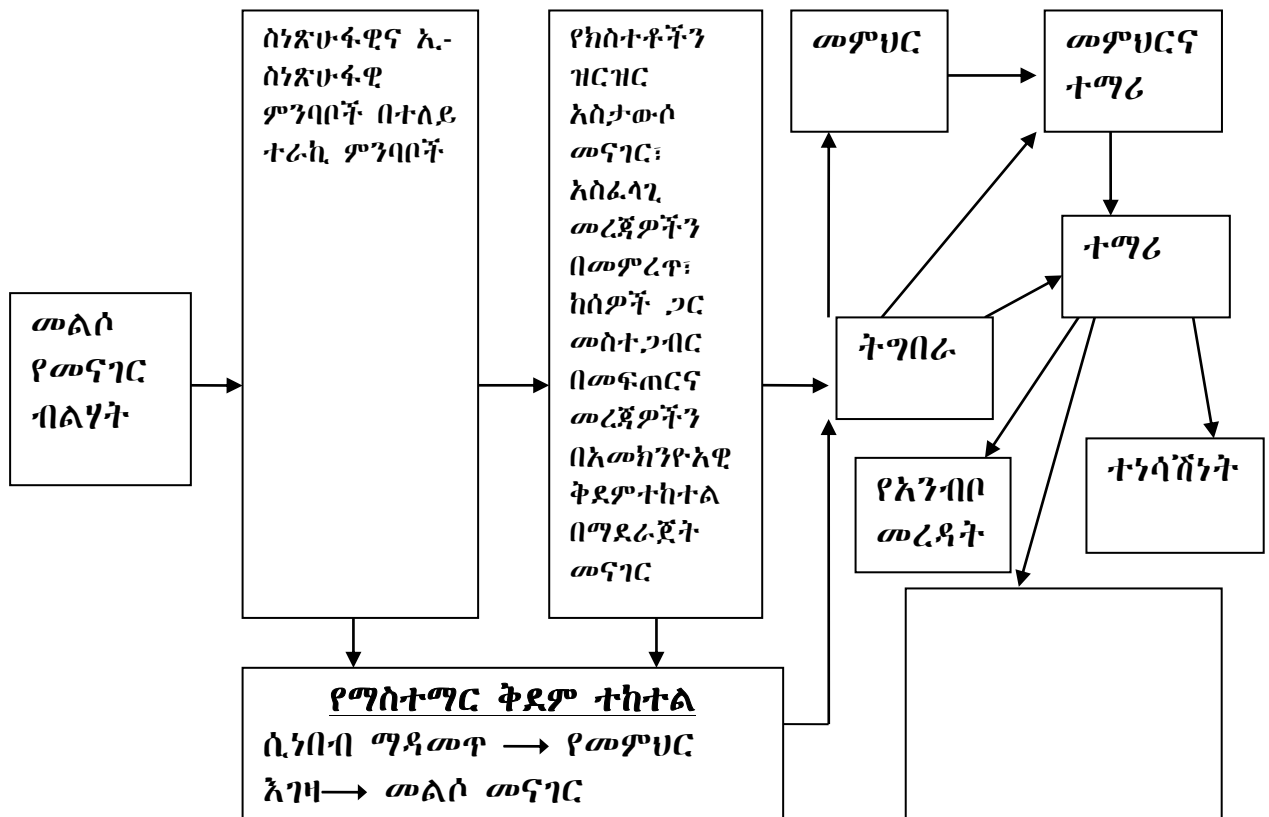 መልሶ
የመናገር
ብልሃት
ስነጽሁፋዊና ኢ-
ስነጽሁፋዊ
ምንባቦች በተለይ
ተራኪ ምንባቦች
የክስተቶችን
ዝርዝር
አስታውሶ
መናገር፣
አስፈላጊ
መረጃዎችን
በመምረጥ፣
ከሰዎች ጋር
መስተጋብር
በመፍጠርና
መረጃዎችን
በአመክንዮአዊ
ቅደምተከተል
በማደራጀት
መናገር
የማስተማር ቅደም ተከተል
ሲነበብ ማዳመጥ → የመምህር
እገዛ→ መልሶ መናገር
ትግበራ
መምህር
መምህርና
ተማሪ
ተማሪ
የአንብቦ
መረዳት
ተነሳሽነት